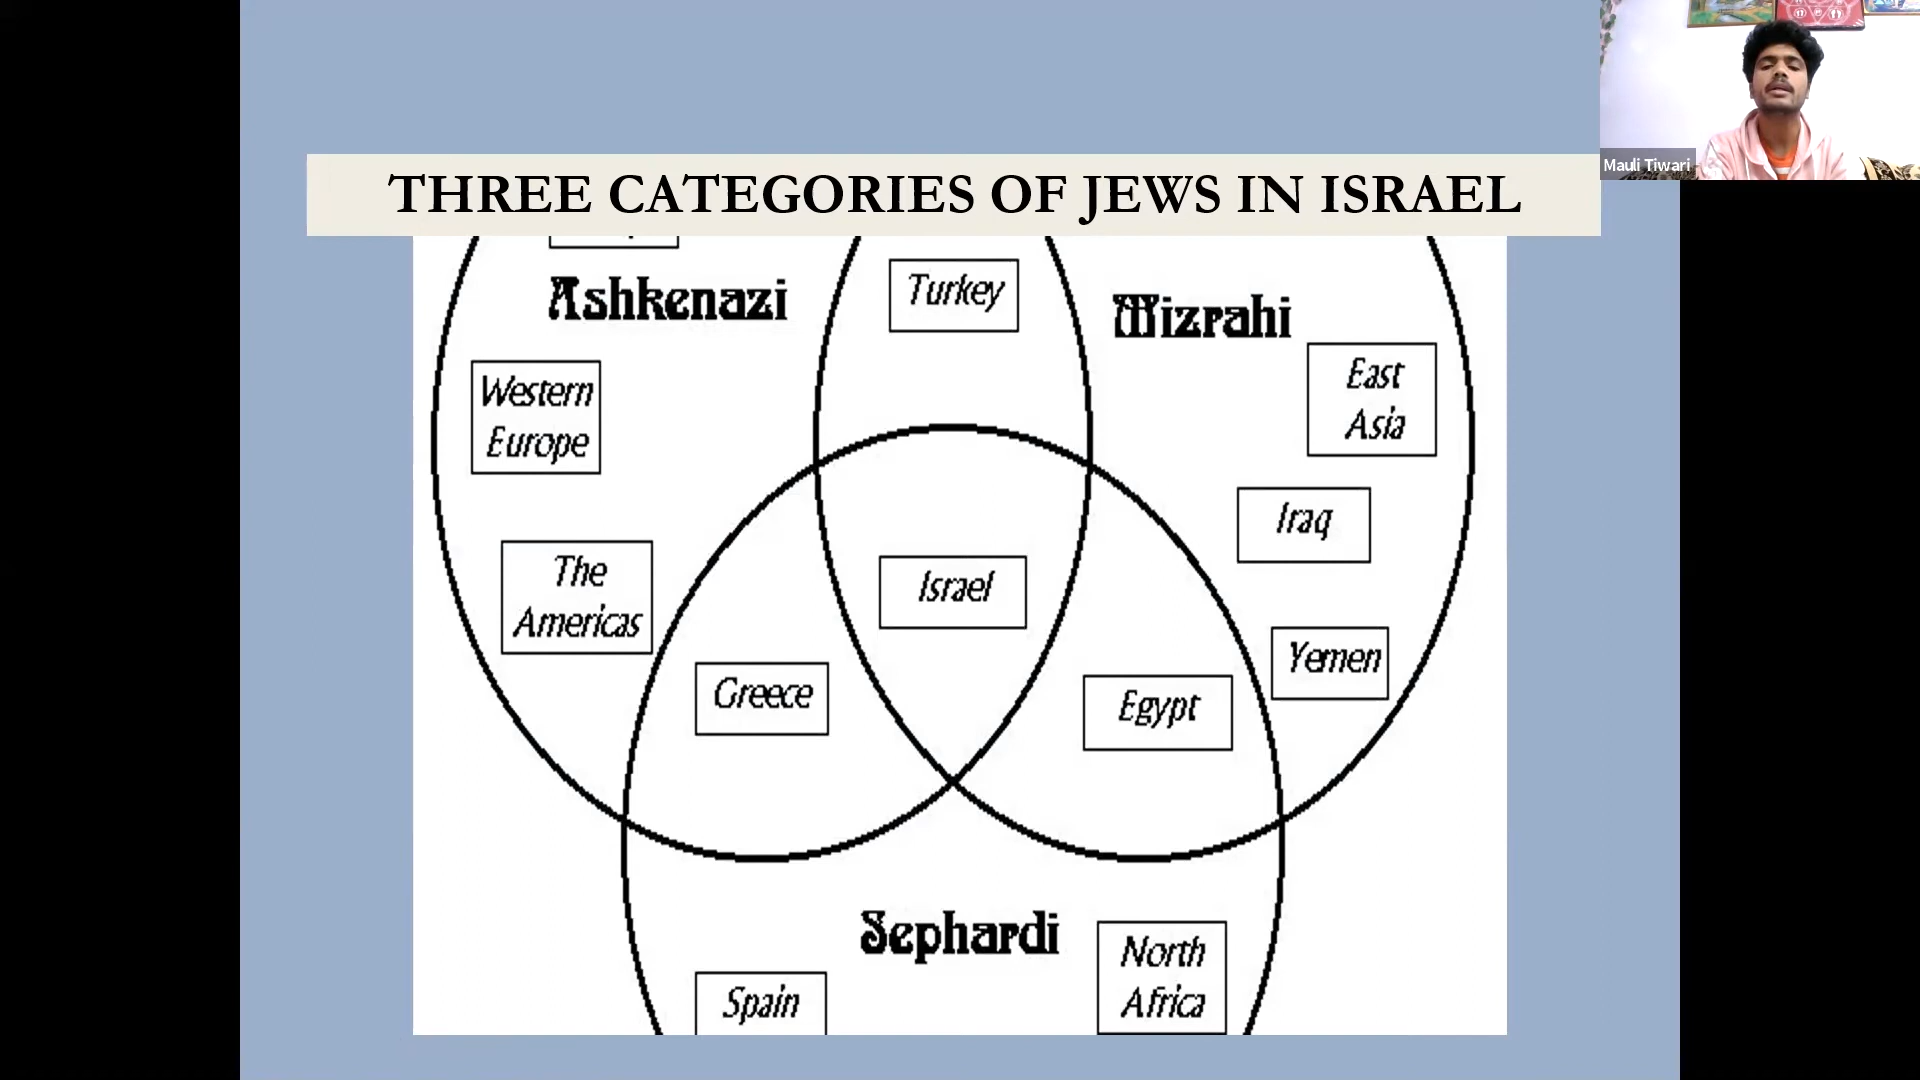 THREE CATEGORIES OF JEWS IN ISRAEL
Mauli Tiwari
Turkey
Ashkenazi
Mizrahi
East
Asia
Western
Europe
Iraq
The
Americas
Israel
Yemen
Greece
Egypt
Sephardi
North
Africa
Spain